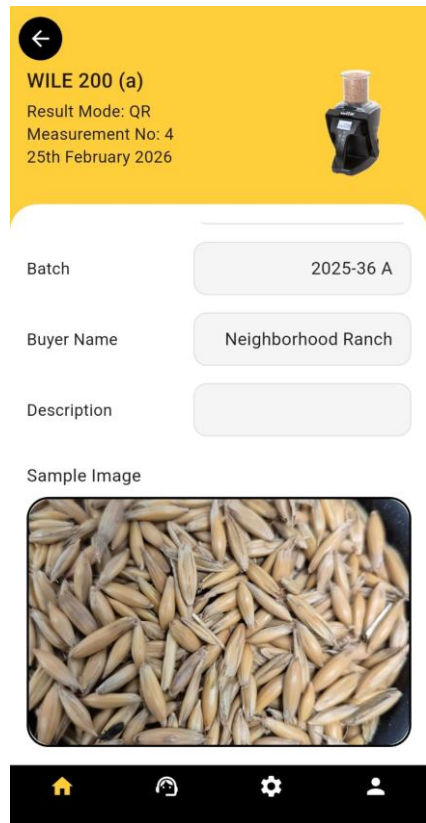 WILE 200 (a)
Result Mode: QR
Measurement No: 4
25th February 2026
Batch
2025-36 A
Buyer Name
Neighborhood Ranch
Description
Sample Image